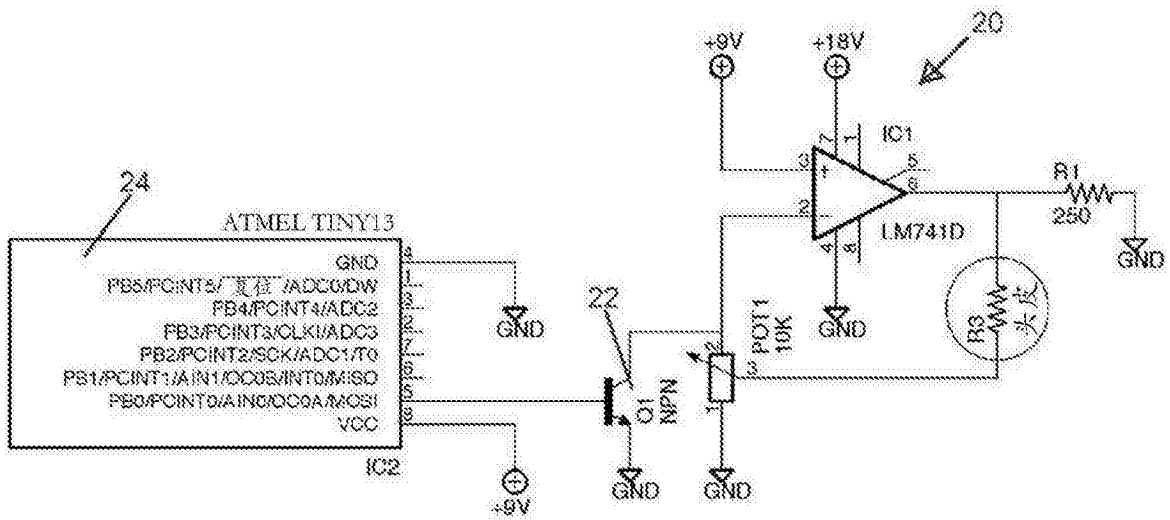 20
+9V
+18V
7
1
IC1
3
+
5
6
R1
24
2
-
250
ATMEL TINY13
4
8
LM741D
GND
4
GND
PB5/PCINT5/复位/ADC0/DW
1
22
PB4/PCINT4/ADC2
3
GND
GND
POT1
10K
R3
头皮
PB3/PCINT3/CLKI/ADC3
2
PB2/PCINT2/SCK/ADC1/T0
7
2
PB1/PCINT1/AIN1/OC0B/INT0/MISO
6
3
PB0/PCINT0/AIN0/OC0A/MOSI
5
Q1
NPN
1
VCC
8
IC2
GND
GND
+9V